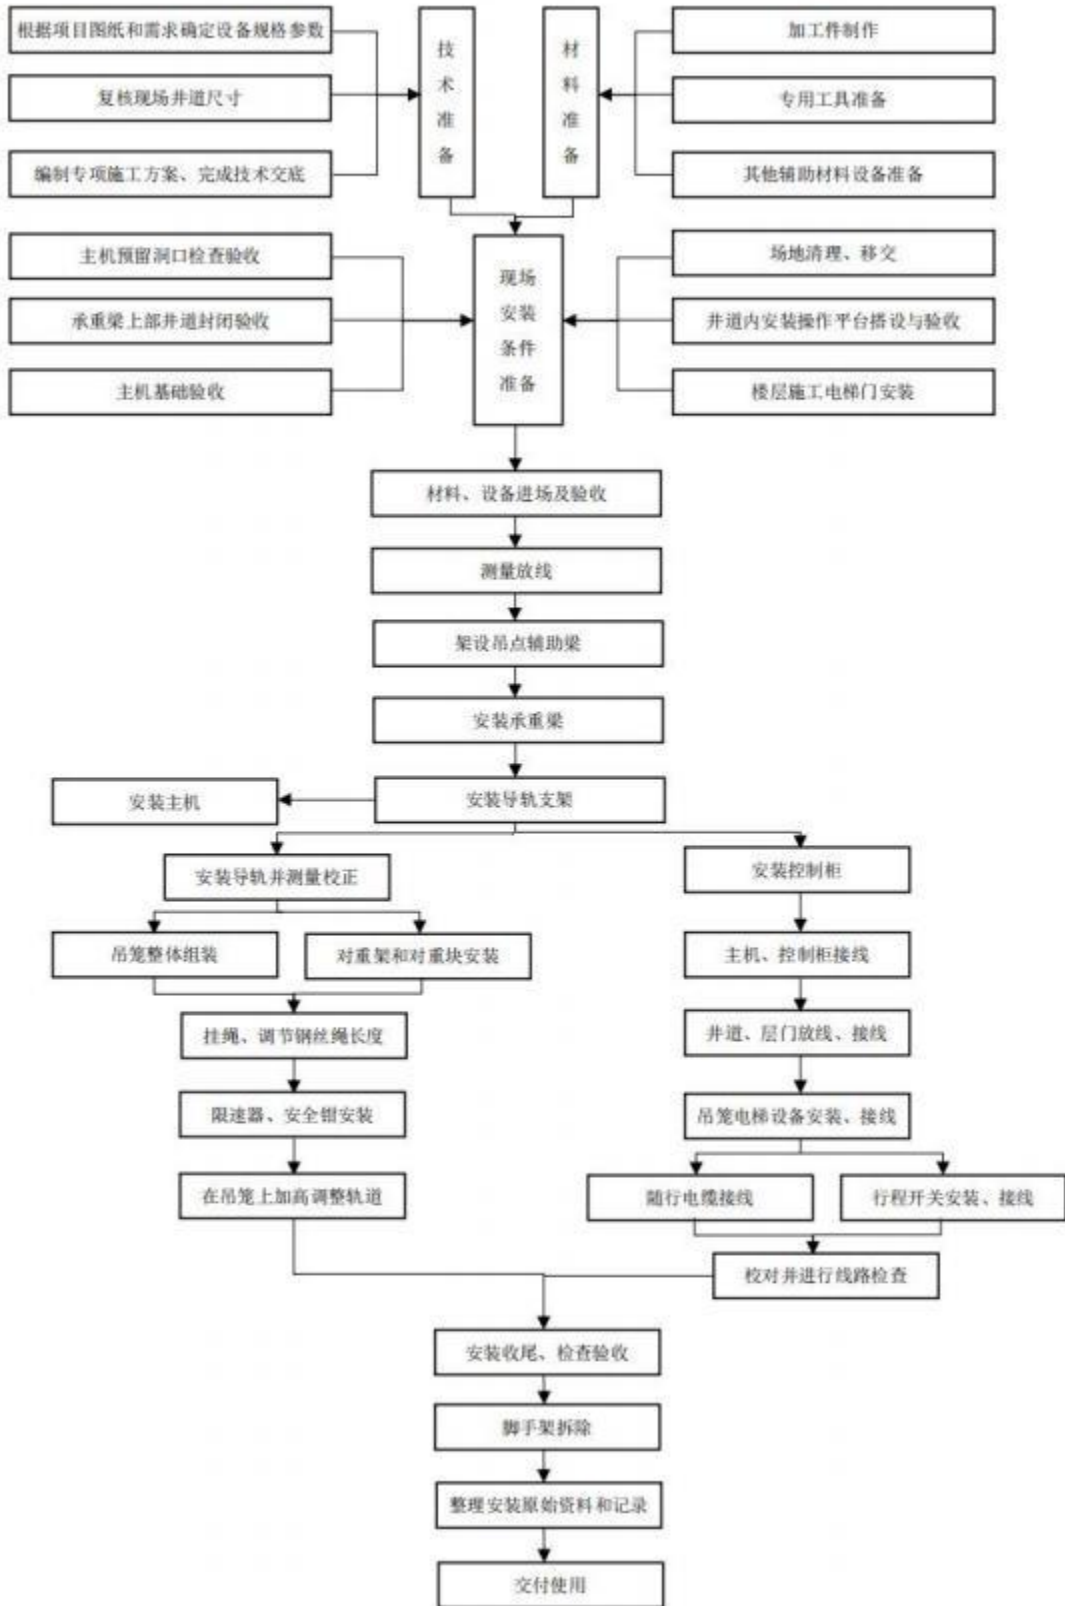 根据项目图纸和需求确定设备规格参数
复核现场井道尺寸
编制专项施工方案、完成技术交底
技术准备
材料准备
加工件制作
专用工具准备
其他辅助材料设备准备
主机预留洞口检查验收
承重梁上部井道封闭验收
主机基础验收
现场安装条件准备
场地清理、移交
井道内安装操作平台搭设与验收
楼层施工电梯门安装
材料、设备进场及验收
测量放线
架设吊点辅助梁
安装承重梁
安装导轨支架
安装主机
安装导轨并测量校正
安装控制柜
吊笼整体组装
对重架和对重块安装
主机、控制柜接线
挂绳、调节钢丝绳长度
井道、层门放线、接线
限速器、安全钳安装
吊笼电梯设备安装、接线
在吊笼上加高调整轨道
随行电缆接线
行程开关安装、接线
校对并进行线路检查
安装收尾、检查验收
脚手架拆除
整理安装原始资料和记录
交付使用